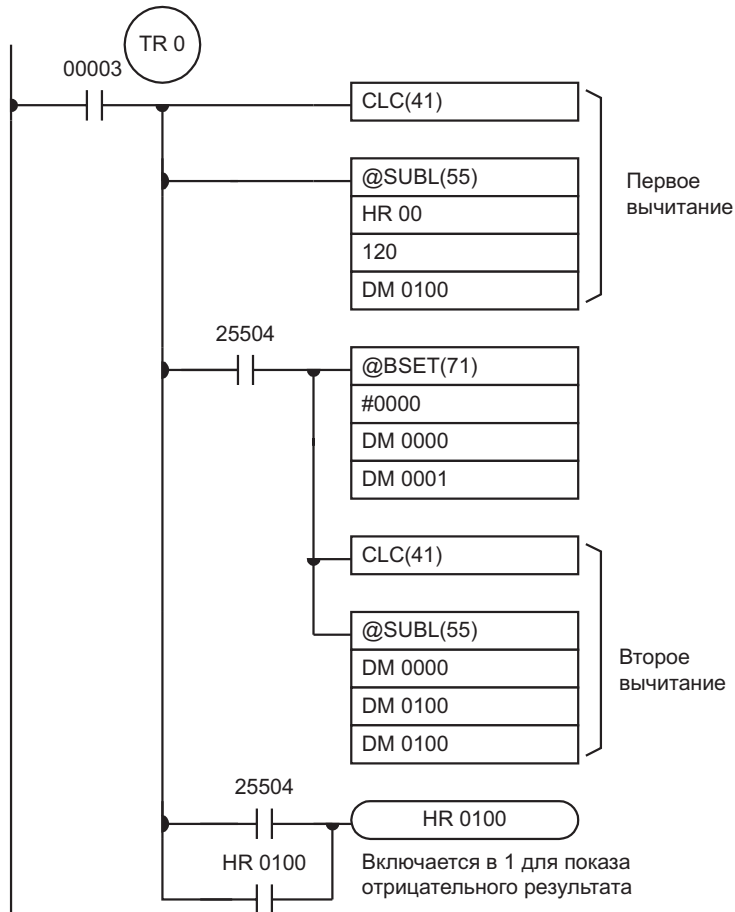 TR 0
00003
CLC(41)
@SUBL(55)
HR 00
120
DM 0100
Первое
вычитание
25504
@BSET(71)
#0000
DM 0000
DM 0001
CLC(41)
@SUBL(55)
DM 0000
DM 0100
DM 0100
Второе
вычитание
25504
HR 0100
HR 0100
Включается в 1 для показа
отрицательного результата